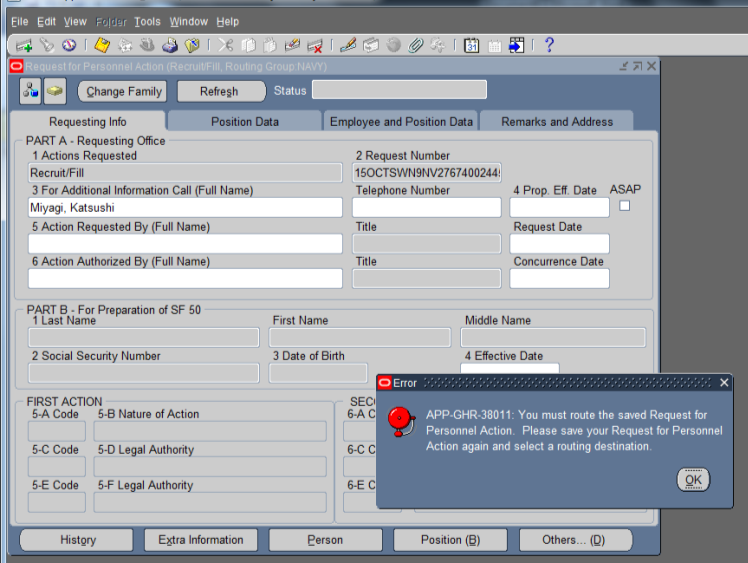 File Edit View Folder Tools Window Help
Request for Personnel Action (Recruit/Fill, Routing Group:NAVY)
Change Family Refresh Status
Requesting Info Position Data Employee and Position Data Remarks and Address
PART A - Requesting Office
1 Actions Requested 2 Request Number
Recruit/Fill 15OCTSWN9NV2767400244
3 For Additional Information Call (Full Name) Telephone Number 4 Prop. Eff. Date ASAP
Miyagi, Katsushi
5 Action Requested By (Full Name) Title Request Date
6 Action Authorized By (Full Name) Title Concurrence Date
PART B - For Preparation of SF 50
1 Last Name First Name Middle Name
2 Social Security Number 3 Date of Birth 4 Effective Date
Error
APP-GHR-38011: You must route the saved Request for
Personnel Action. Please save your Request for Personnel
Action again and select a routing destination.
OK
FIRST ACTION SEC
5-A Code 5-B Nature of Action 6-A C
5-C Code 5-D Legal Authority 6-C C
5-E Code 5-F Legal Authority 6-E C
History Extra Information Person Position (B) Others... (D)